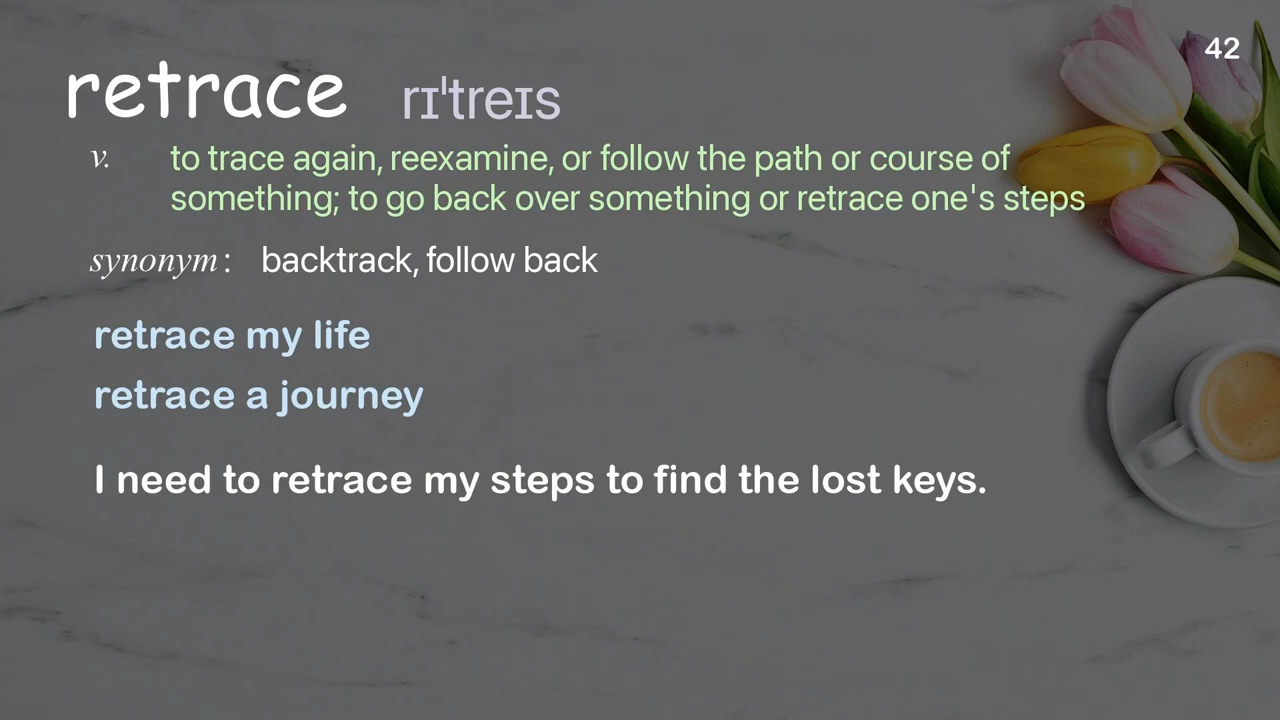 42
retrace rɪˈtreɪs
v. to trace again, reexamine, or follow the path or course of
something; to go back over something or retrace one's steps
synonym: backtrack, follow back
retrace my life
retrace a journey
I need to retrace my steps to find the lost keys.